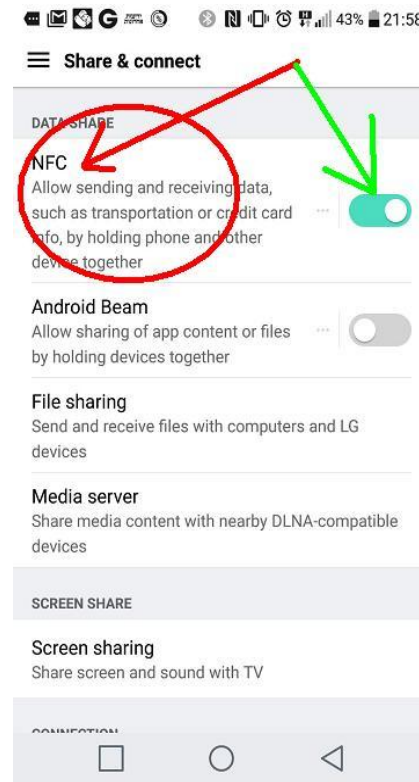 43% 21:58
Share & connect
DATA SHARE
NFC
Allow sending and receiving data,
such as transportation or credit card
info, by holding phone and other
device together
Android Beam
Allow sharing of app content or files
by holding devices together
File sharing
Send and receive files with computers and LG
devices
Media server
Share media content with nearby DLNA-compatible
devices
SCREEN SHARE
Screen sharing
Share screen and sound with TV
CONNECTION